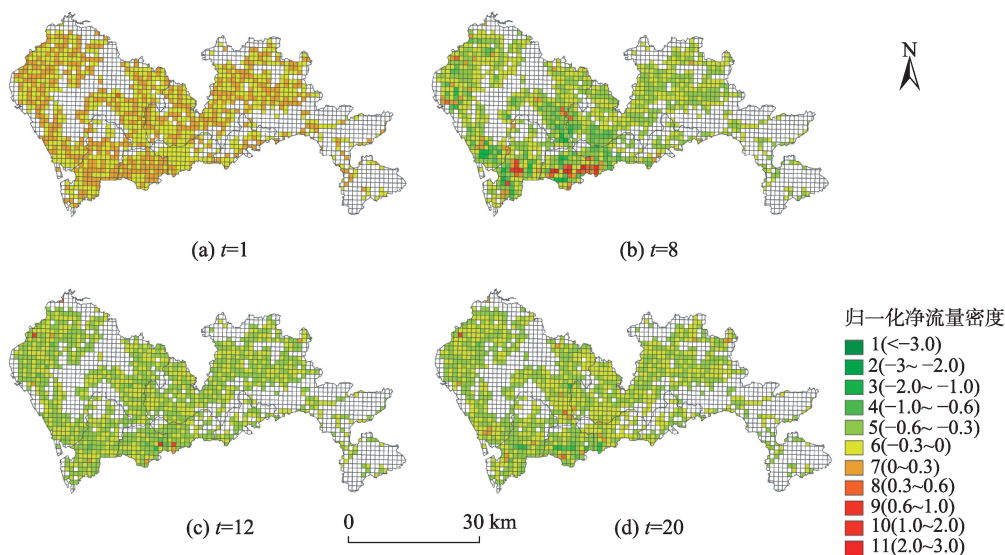 N
(a) t=1
(b) t=8
归一化净流量密度
1(<−3.0)
2(−3~ −2.0)
3(−2.0~ −1.0)
4(−1.0~ −0.6)
5(−0.6~ −0.3)
6(−0.3~0)
7(0~0.3)
8(0.3~0.6)
9(0.6~1.0)
10(1.0~2.0)
11(2.0~3.0)
(c) t=12
0 30 km
(d) t=20